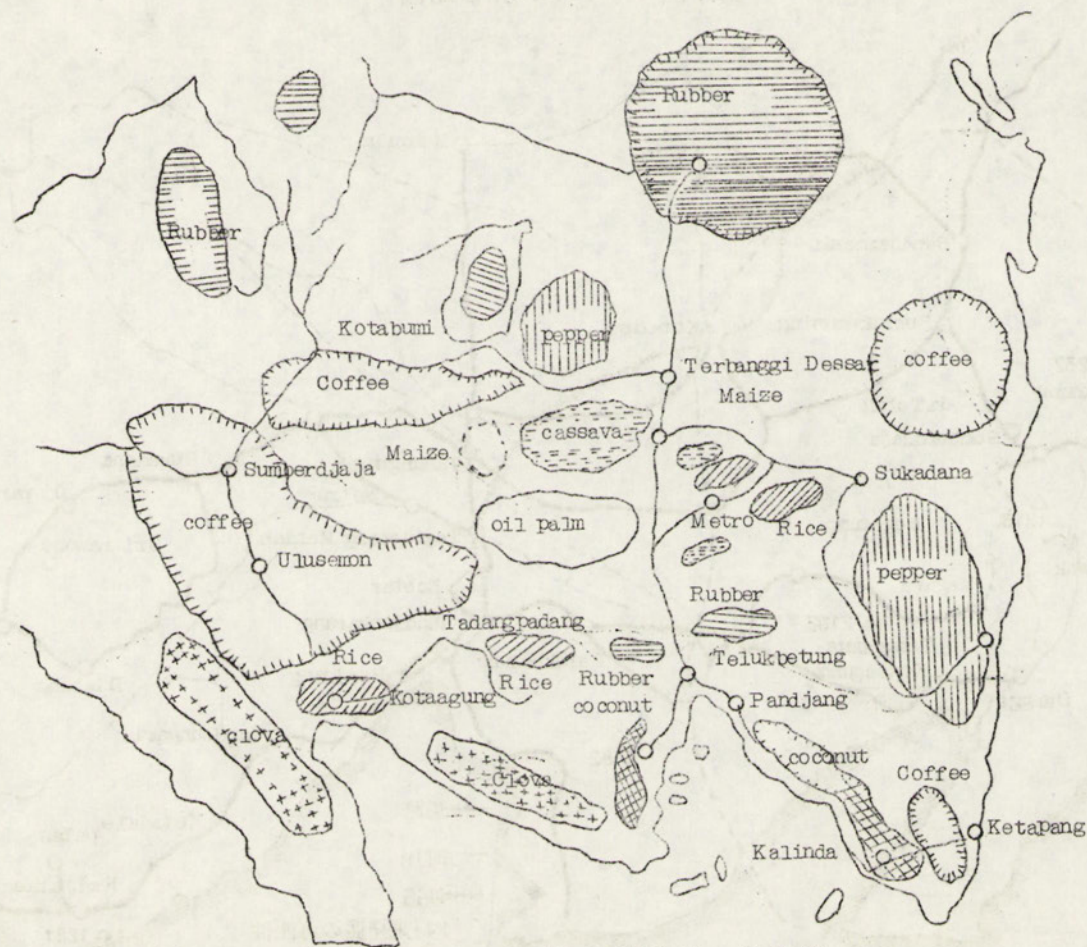 Rubber
Rubber
Kotabumi
pepper
Coffee
Terbanggi Dessar
Maize
coffee
cassava
Maize
Sumberdjaja
Sukadana
coffee
oil palm
Metro
Rice
Ulusemon
pepper
Rubber
Tadangpadang
Rice
Rice
Rubber
Telukbetung
Kotaagung
coconut
Pandjang
clova
Clova
coconut
Coffee
Kalinda
Ketapang